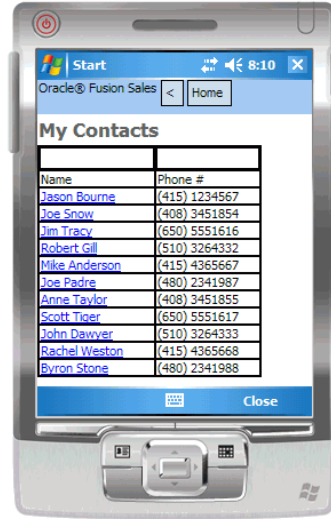 Start 8:10
Oracle® Fusion Sales < Home
My Contacts
Name Phone #
Jason Bourne (415) 1234567
Joe Snow (408) 3451854
Jim Tracy (650) 5551616
Robert Gill (510) 3264332
Mike Anderson (415) 4365667
Joe Padre (480) 2341987
Anne Taylor (408) 3451855
Scott Tiger (650) 5551617
John Dawyer (510) 3264333
Rachel Weston (415) 4365668
Byron Stone (480) 2341988
Close